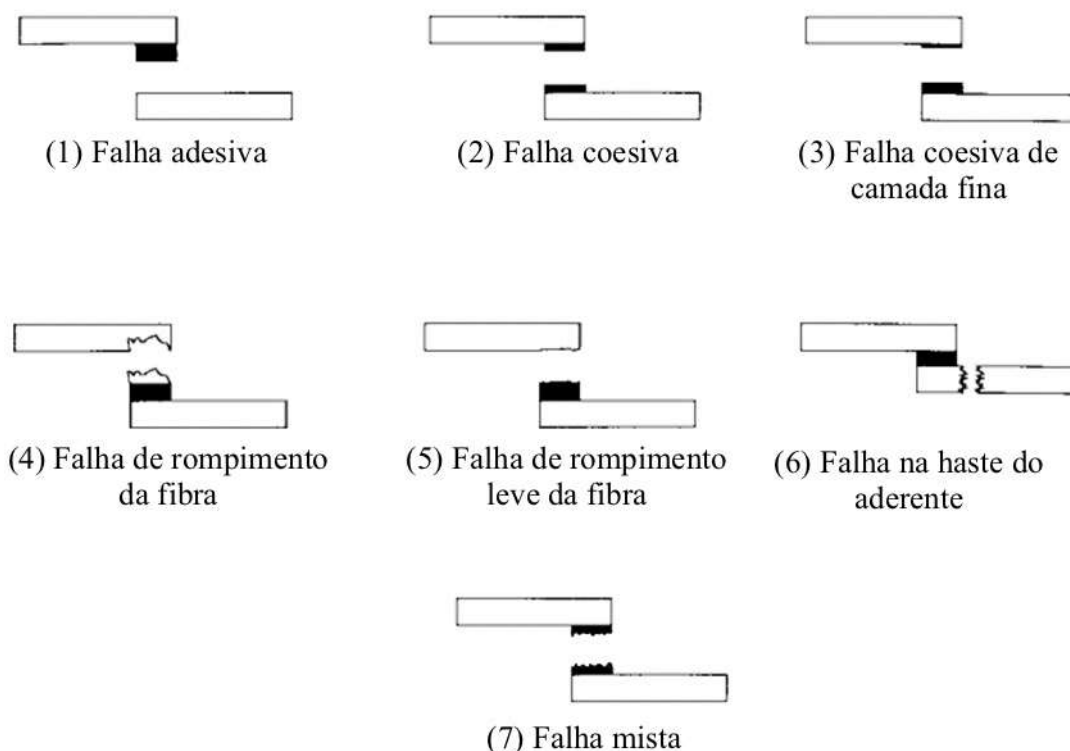 (1) Falha adesiva
(2) Falha coesiva
(3) Falha coesiva de
camada fina
(4) Falha de rompimento
da fibra
(5) Falha de rompimento
leve da fibra
(6) Falha na haste do
aderente
(7) Falha mista